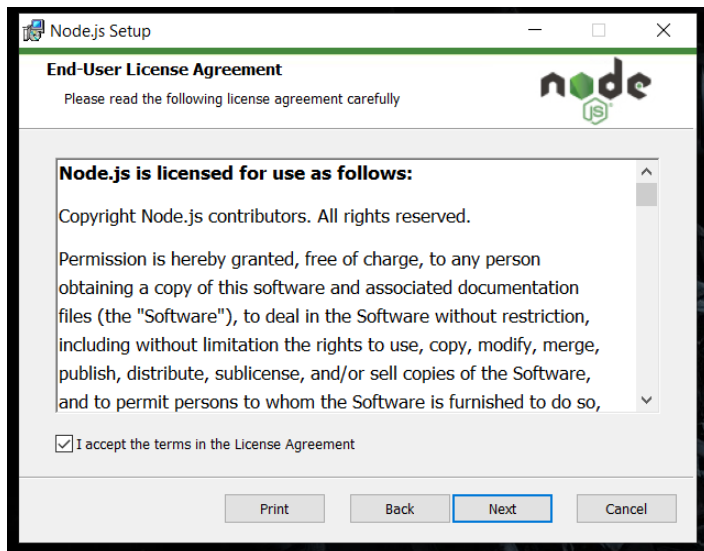 Node.js Setup
End-User License Agreement
Please read the following license agreement carefully
node
JS
Node.js is licensed for use as follows:
Copyright Node.js contributors. All rights reserved.
Permission is hereby granted, free of charge, to any person
obtaining a copy of this software and associated documentation
files (the "Software"), to deal in the Software without restriction,
including without limitation the rights to use, copy, modify, merge,
publish, distribute, sublicense, and/or sell copies of the Software,
and to permit persons to whom the Software is furnished to do so,
I accept the terms in the License Agreement
Print Back Next Cancel